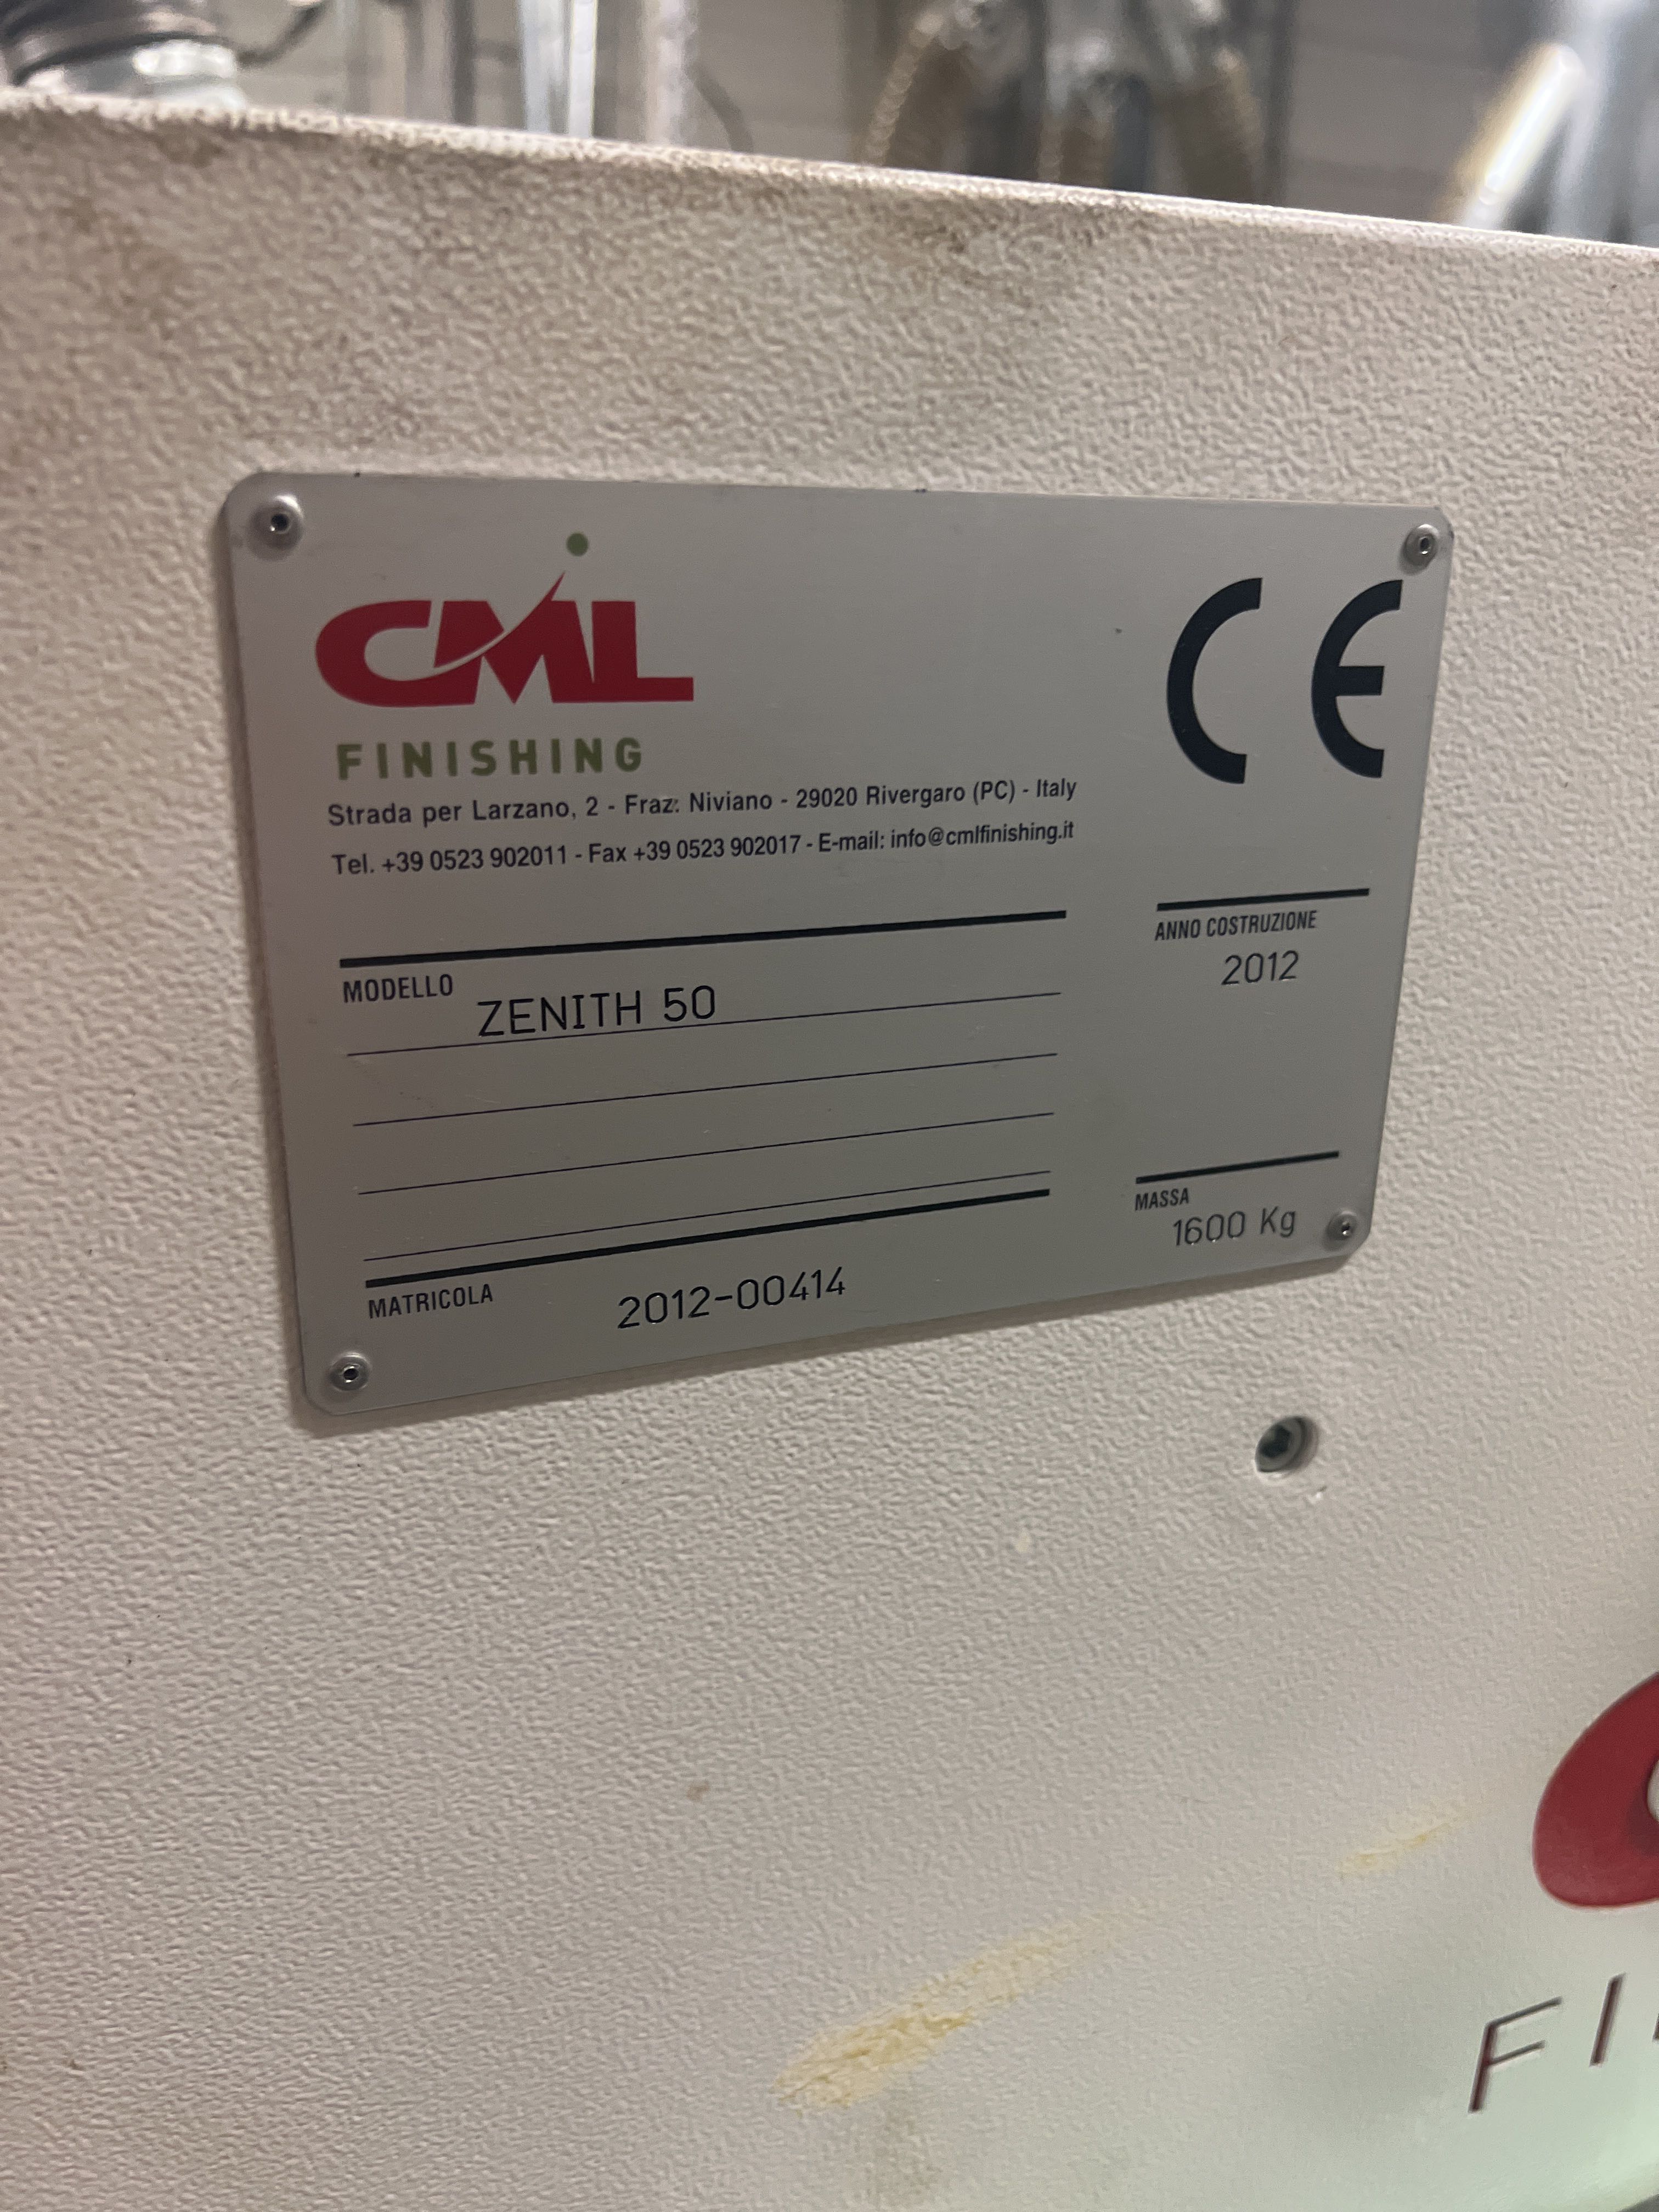 CML
FINISHING
CE
Strada per Larzano, 2 - Fraz: Niviano - 29020 Rivergaro (PC) - Italy
Tel. +39 0523 902011 - Fax +39 0523 902017 - E-mail: info@cmlfinishing.it
MODELLO ZENITH 50
ANNO COSTRUZIONE
2012
MASSA
1600 Kg
MATRICOLA 2012-00414
FI